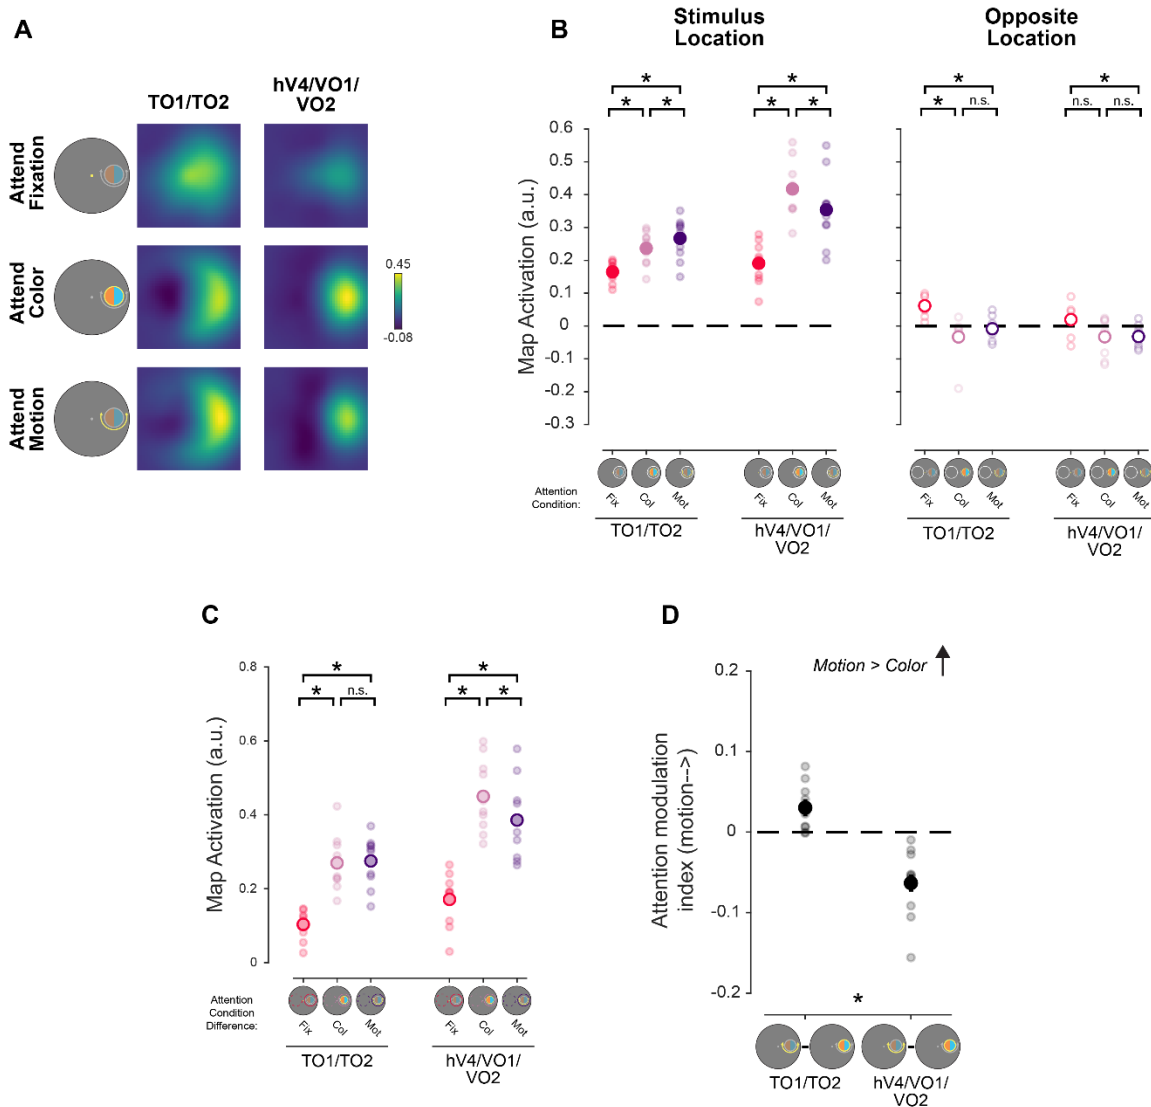 A
TO1/TO2
hV4/VO1/
VO2
Attend
Fixation
Attend
Color
Attend
Motion
0.45
-0.08
B
Stimulus
Location
Opposite
Location
*
*
*
*
* *
* *
* n.s.
n.s. n.s.
Map Activation (a.u.)
0.6
0.5
0.4
0.3
0.2
0.1
0
-0.1
-0.2
-0.3
Map Activation (a.u.)
Attention
Condition:
Fix
Col
Mot
Fix
Col
Mot
Fix
Col
Mot
Fix
Col
Mot
TO1/TO2
hV4/VO1/
VO2
TO1/TO2
hV4/VO1/
VO2
C
*
*
* n.s.
* *
Map Activation (a.u.)
0.8
0.6
0.4
0.2
0
Attention
Condition
Difference:
Fix
Col
Mot
Fix
Col
Mot
TO1/TO2
hV4/VO1/
VO2
D
Motion > Color
Attention modulation
index (motion-->)
0.2
0.1
0
-0.1
-0.2
*
TO1/TO2
hV4/VO1/
VO2